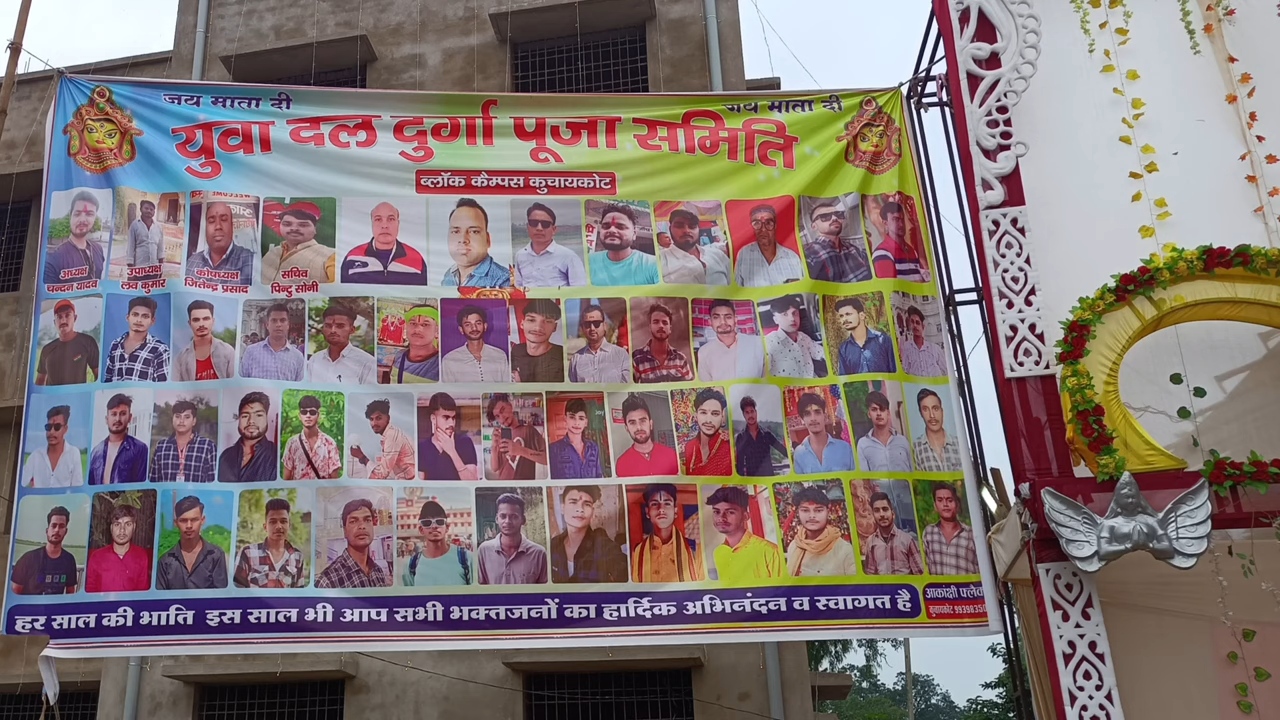 जय माता दी
जय माता दी
युवा दल दुर्गा पूजा समिति
ब्लॉक कैम्पस कुचायकोट
अध्यक्ष
चन्दन यादव
उपाध्यक्ष
लव कुमार
कोषाध्यक्ष
जितेन्द्र प्रसाद
सचिव
पिन्टु सोनी
हर साल की भाति इस साल भी आप सभी भक्तजनों का हार्दिक अभिनंदन व स्वागत है
आकांक्षी फ्लेक्स
कुचायकोट 99398350